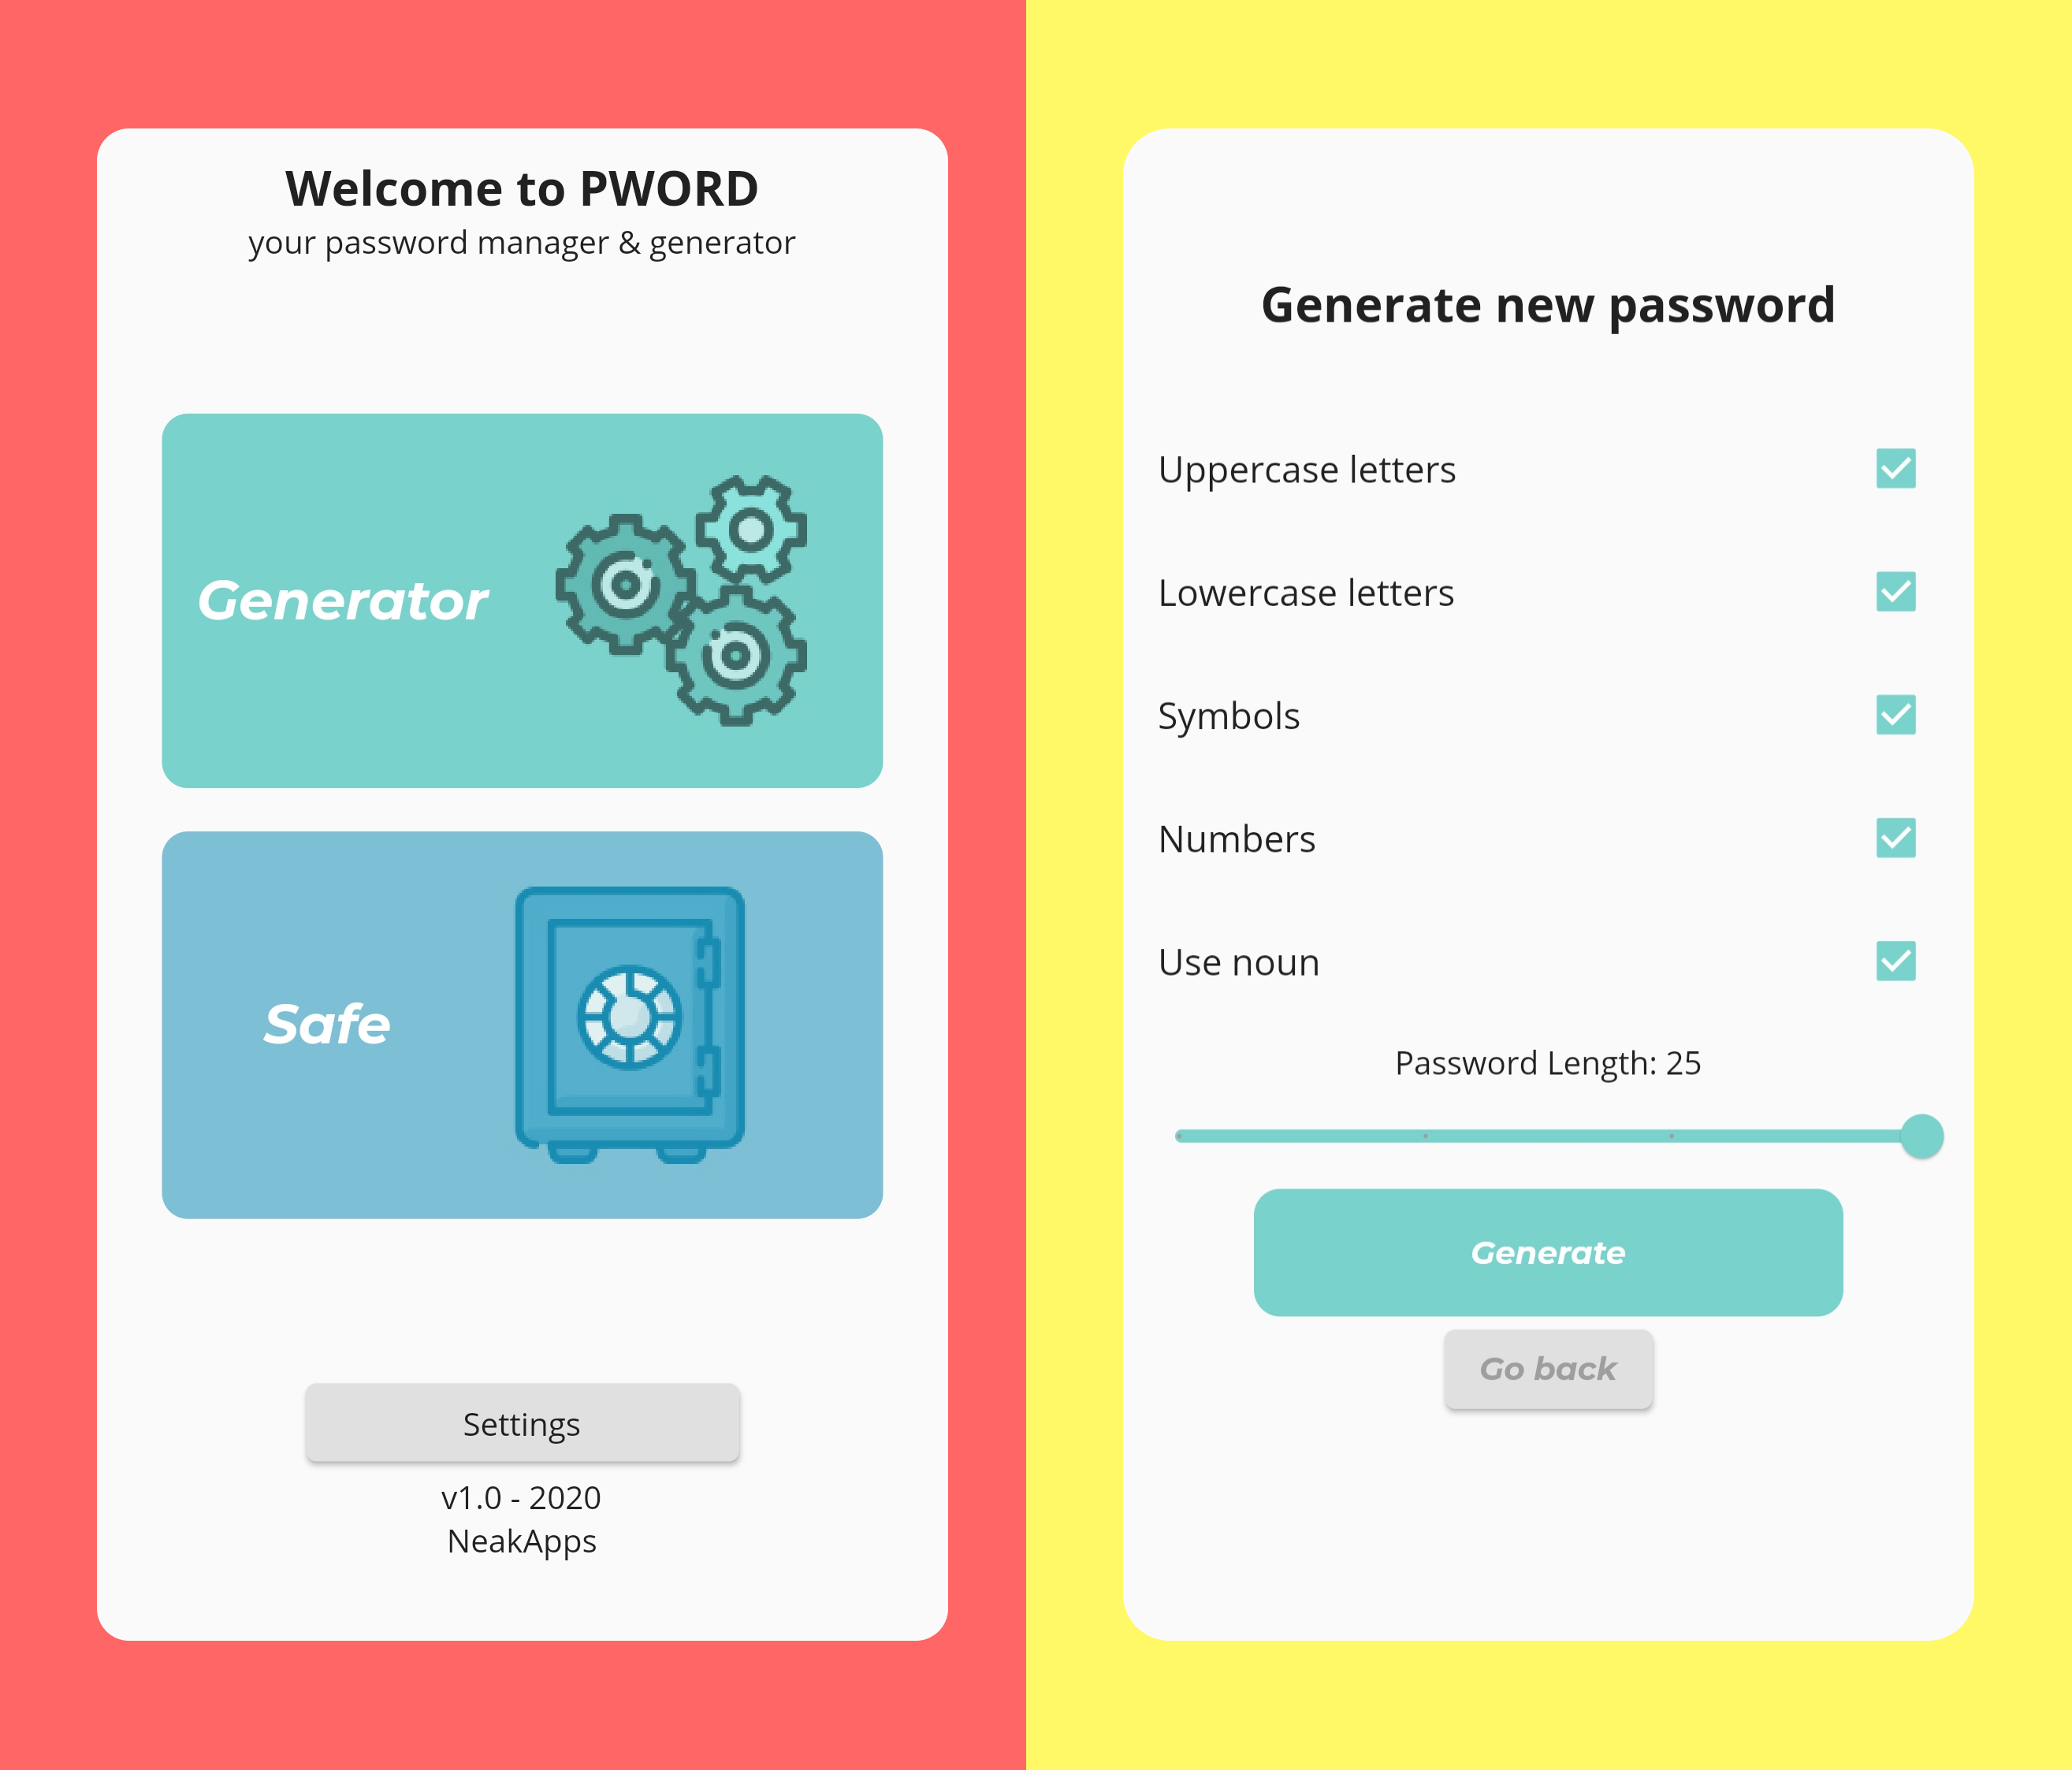 Welcome to PWORD
your password manager & generator
Generator
Safe
Settings
v1.0 - 2020
NeakApps
Generate new password
Uppercase letters
Lowercase letters
Symbols
Numbers
Use noun
Password Length: 25
Generate
Go back